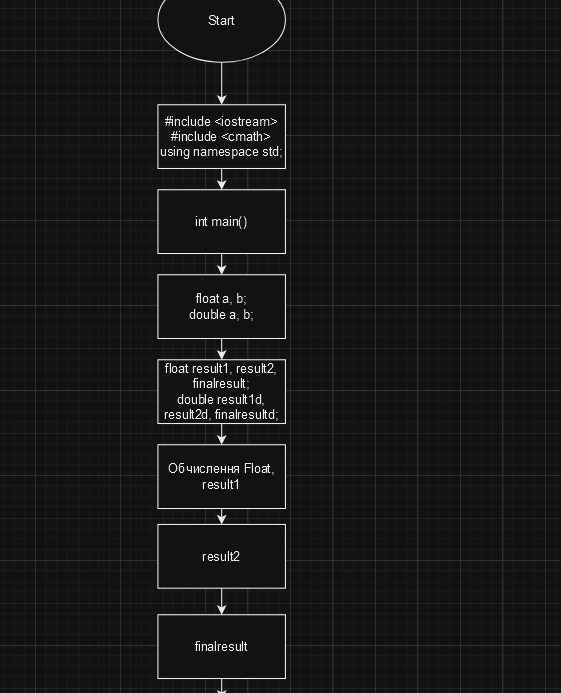 Start
#include <iostream>
#include <cmath>
using namespace std;
int main()
float a, b;
double a, b;
float result1, result2,
finalresult;
double result1d,
result2d, finalresultd;
Обчислення Float,
result1
result2
finalresult